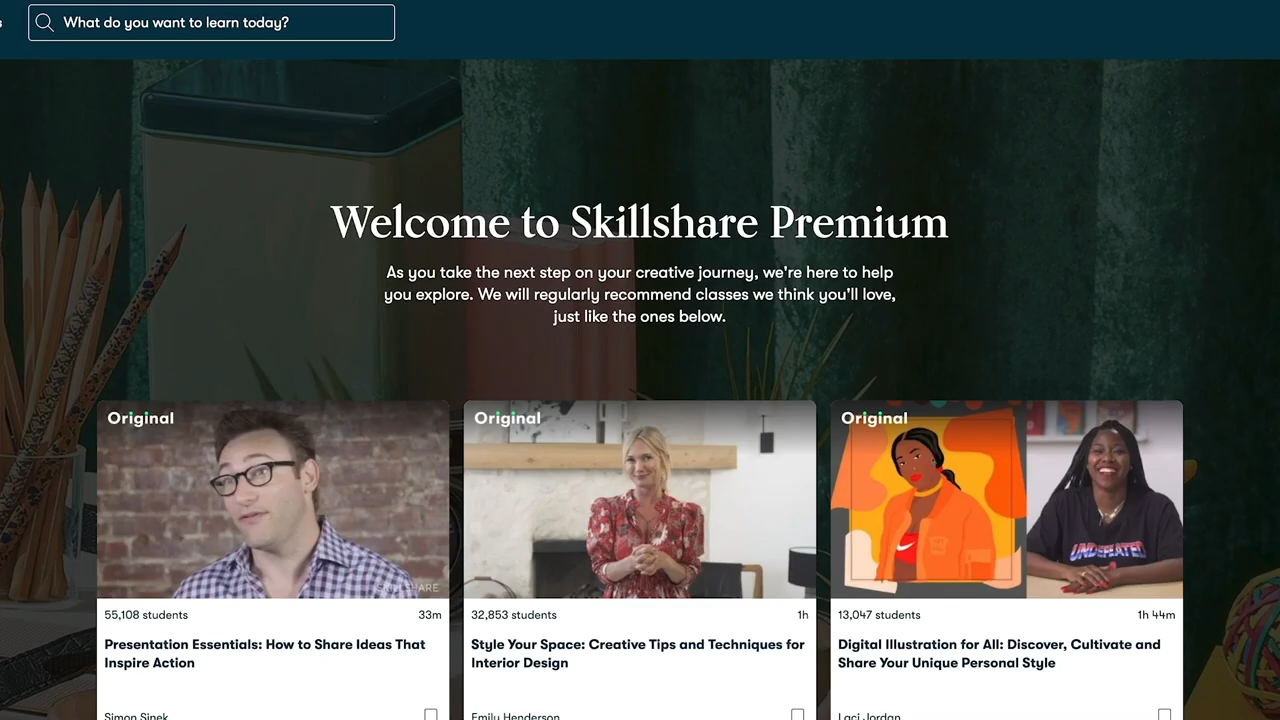 What do you want to learn today?
Welcome to Skillshare Premium
As you take the next step on your creative journey, we're here to help
you explore. We will regularly recommend classes we think you'll love,
just like the ones below.
Original
SKILLSHARE
55,108 students 33m
Presentation Essentials: How to Share Ideas That
Inspire Action
Simon Sinek
Original
32,853 students 1h
Style Your Space: Creative Tips and Techniques for
Interior Design
Emily Henderson
Original
UNDEFEATED
13,047 students 1h 44m
Digital Illustration for All: Discover, Cultivate and
Share Your Unique Personal Style
Laci Jordan